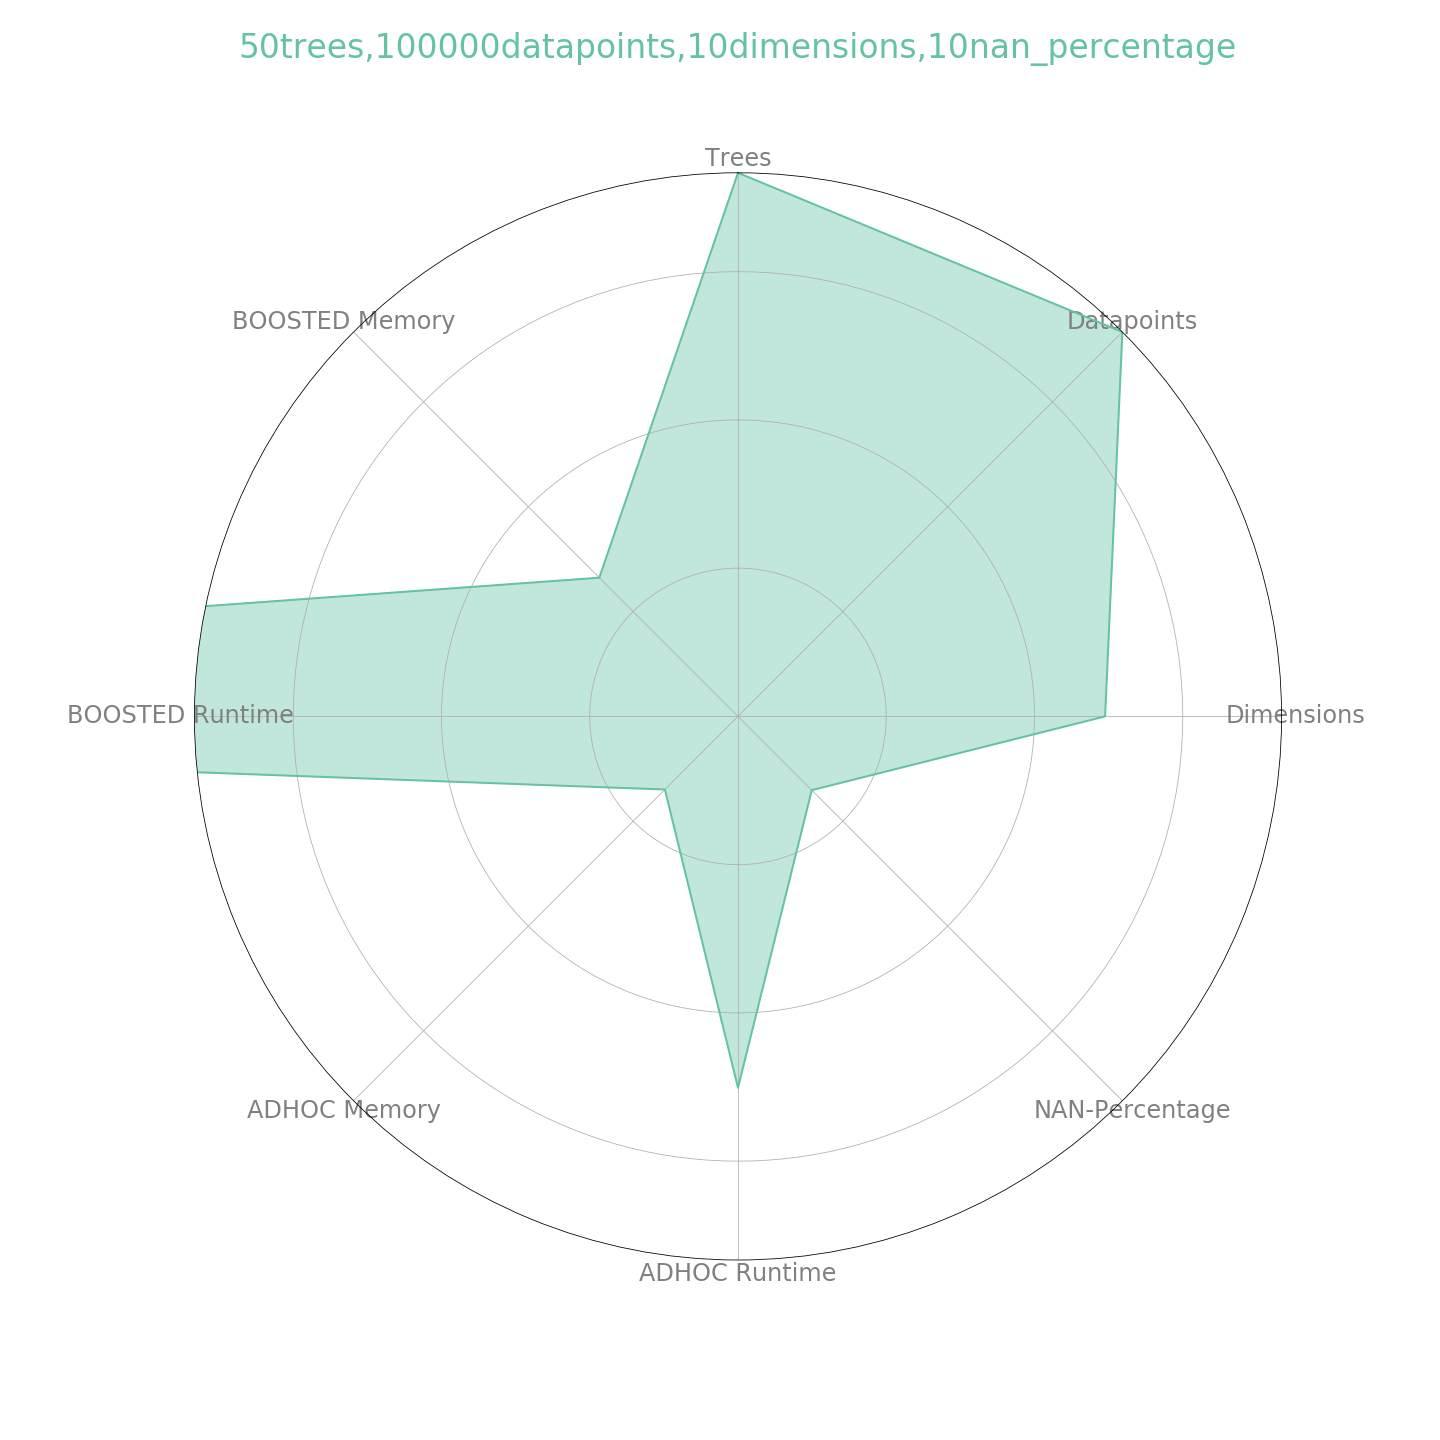 50trees,100000datapoints,10dimensions,10nan_percentage
Trees
BOOSTED Memory
Datapoints
BOOSTED Runtime
Dimensions
ADHOC Memory
NAN-Percentage
ADHOC Runtime